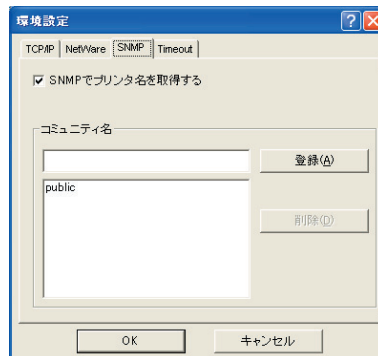 環境設定
TCP/IP NetWare SNMP Timeout
SNMPでプリンタ名を取得する
コミュニティ名
登録(A)
public
削除(D)
OK キャンセル